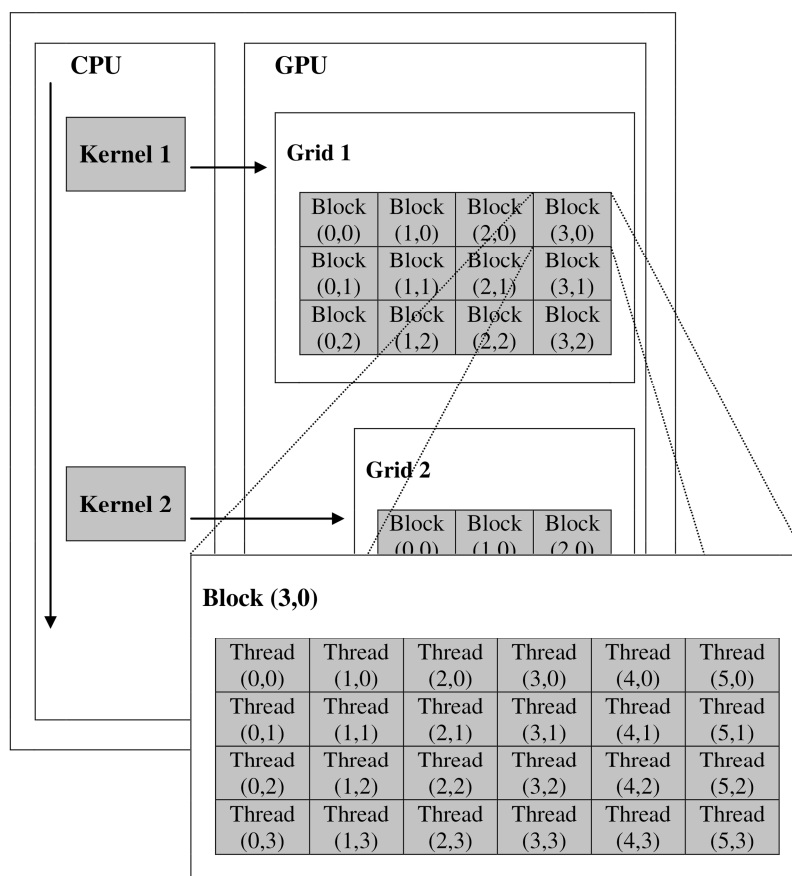 CPU
GPU
Kernel 1
Grid 1
Block Block Block Block
(0,0) (1,0) (2,0) (3,0)
Block Block Block Block
(0,1) (1,1) (2,1) (3,1)
Block Block Block Block
(0,2) (1,2) (2,2) (3,2)
Grid 2
Kernel 2
Block Block Block
(0,0) (1,0) (2,0)
Block (3,0)
Thread Thread Thread Thread Thread Thread
(0,0) (1,0) (2,0) (3,0) (4,0) (5,0)
Thread Thread Thread Thread Thread Thread
(0,1) (1,1) (2,1) (3,1) (4,1) (5,1)
Thread Thread Thread Thread Thread Thread
(0,2) (1,2) (2,2) (3,2) (4,2) (5,2)
Thread Thread Thread Thread Thread Thread
(0,3) (1,3) (2,3) (3,3) (4,3) (5,3)